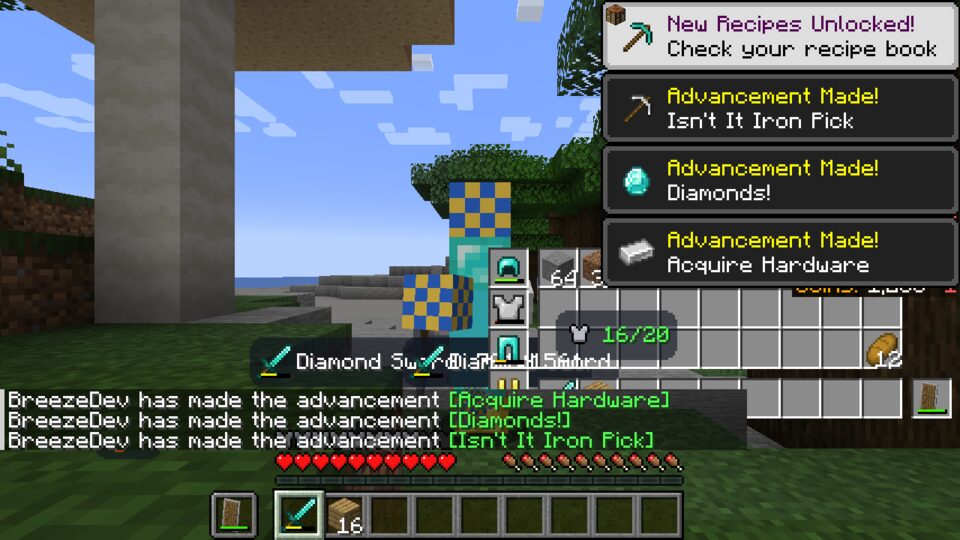 New Recipes Unlocked!
Check your recipe book
Advancement Made!
Isn't It Iron Pick
Advancement Made!
Diamonds!
Advancement Made!
Acquire Hardware
64
16/20
12
Diamond Sword
BreezeDev has made the advancement [Acquire Hardware]
BreezeDev has made the advancement [Diamonds!]
BreezeDev has made the advancement [Isn't It Iron Pick]
16